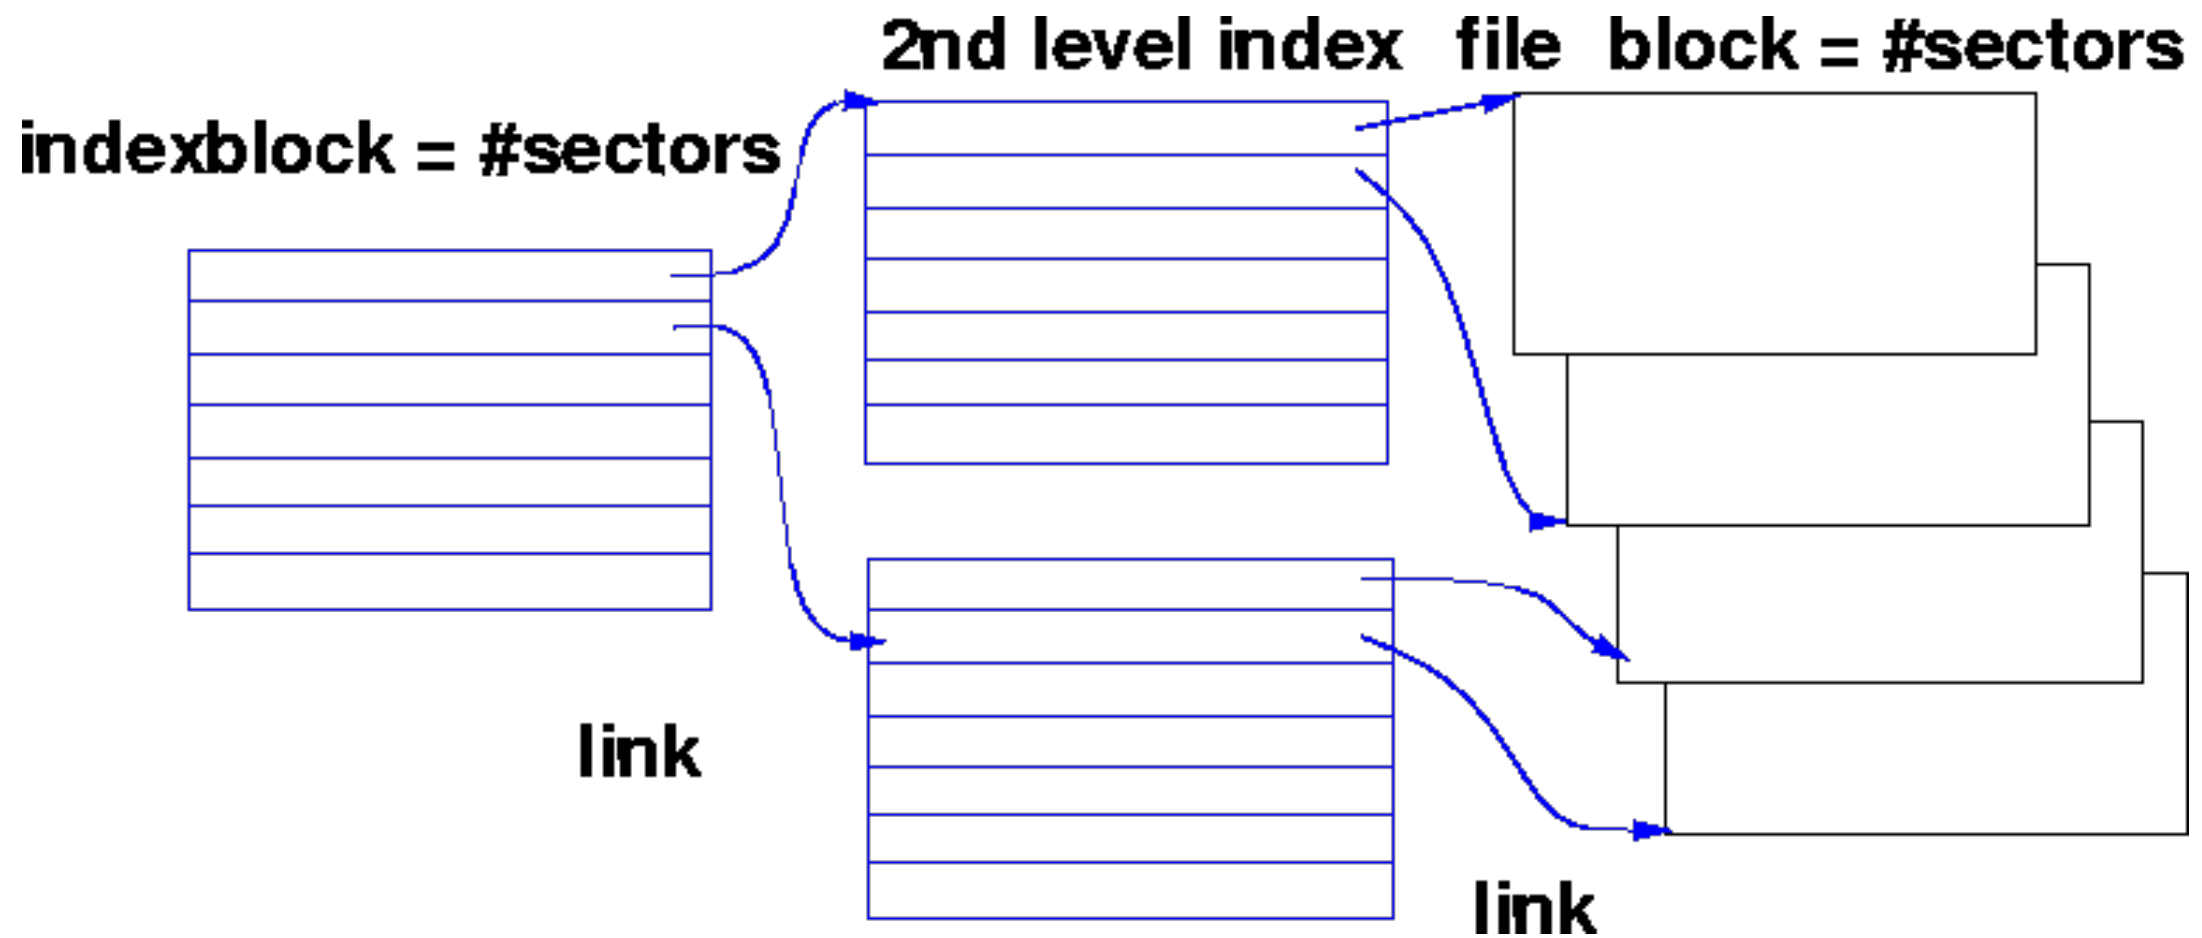 2nd level index file block = #sectors
indexblock = #sectors
link
link